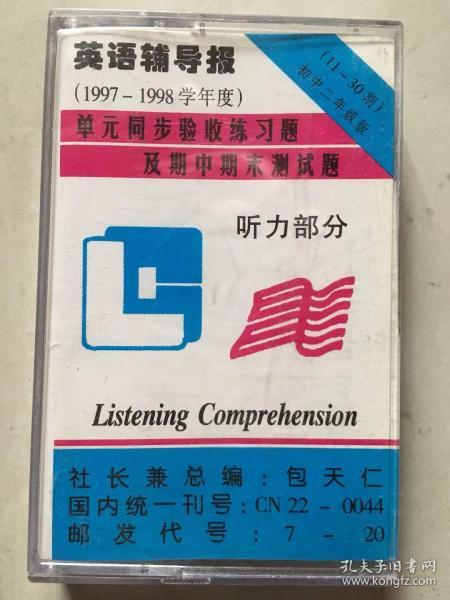 英语辅导报
(1997-1998学年度)
(11-30期)
初中二年级版
单元同步验收练习题
及期中期末测试题
听力部分
Listening Comprehension
社长兼总编:包天仁
国内统一刊号:CN 22-0044
邮发代号:7-20
孔夫子旧书网
www.kongfz.com